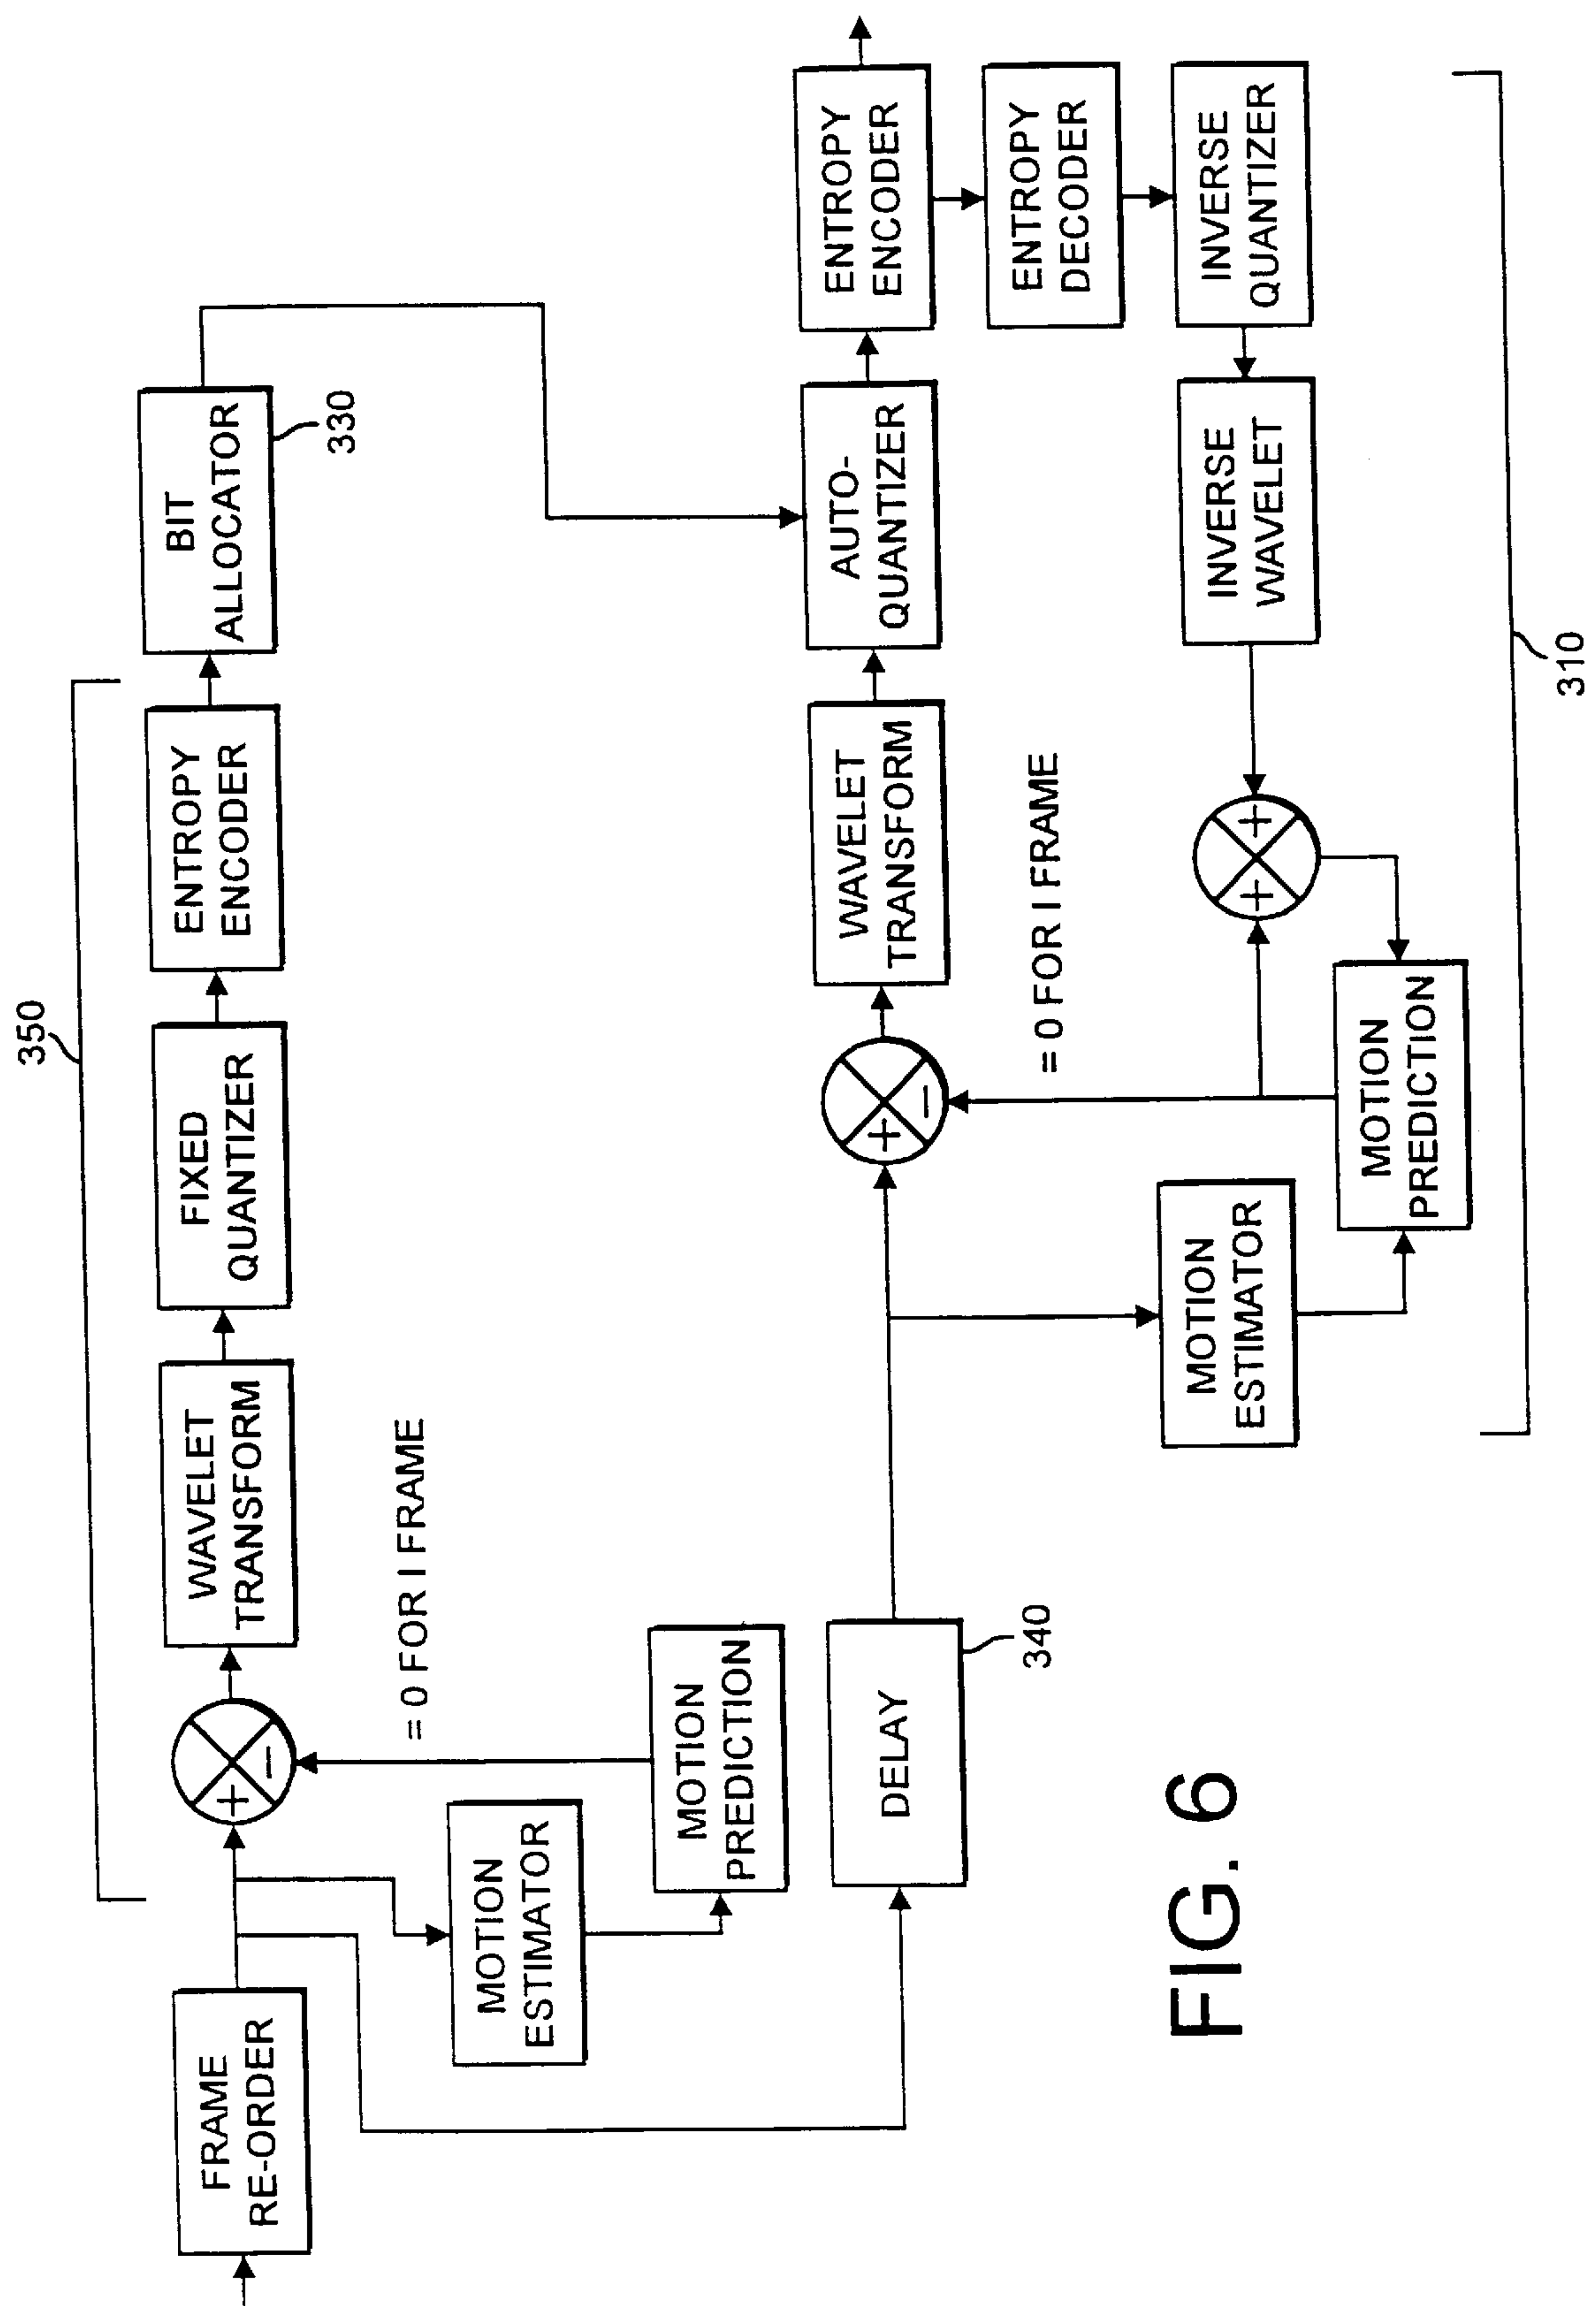 350
FRAME
RE-ORDER
WAVELET
TRANSFORM
FIXED
QUANTIZER
ENTROPY
ENCODER
BIT
ALLOCATOR
330
+
−
= 0 FOR I FRAME
MOTION
ESTIMATOR
MOTION
PREDICTION
DELAY
340
+
−
WAVELET
TRANSFORM
AUTO-
QUANTIZER
ENTROPY
ENCODER
= 0 FOR I FRAME
ENTROPY
DECODER
MOTION
ESTIMATOR
MOTION
PREDICTION
+ +
INVERSE
WAVELET
INVERSE
QUANTIZER
310
FIG. 6